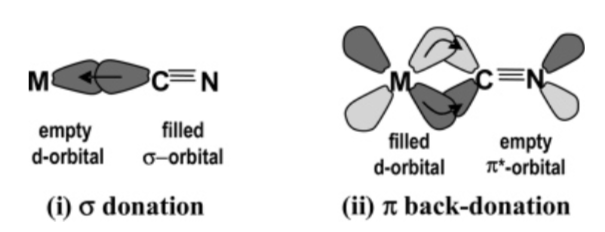 M C≡N
empty filled
d-orbital σ–orbital
(i) σ donation
M C≡N
filled empty
d-orbital π*-orbital
(ii) π back-donation